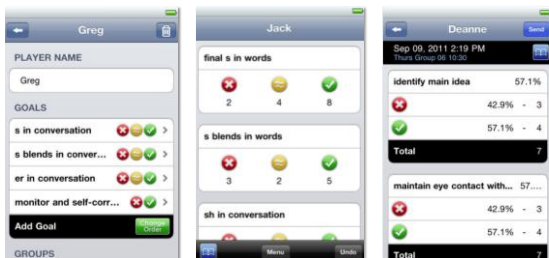 Greg
PLAYER NAME
Greg
GOALS
s in conversation
s blends in conver...
er in conversation
monitor and self-corr...
Add Goal
Change Order
GROUPS
Jack
final s in words
2 4 8
s blends in words
3 2 5
sh in conversation
Menu
Undo
Deanne
Send
Sep 09, 2011 2:19 PM
Thurs Group 06 10:30
identify main idea 57.1%
42.9% - 3
57.1% - 4
Total 7
maintain eye contact with... 57....
42.9% - 3
57.1% - 4
Total 7